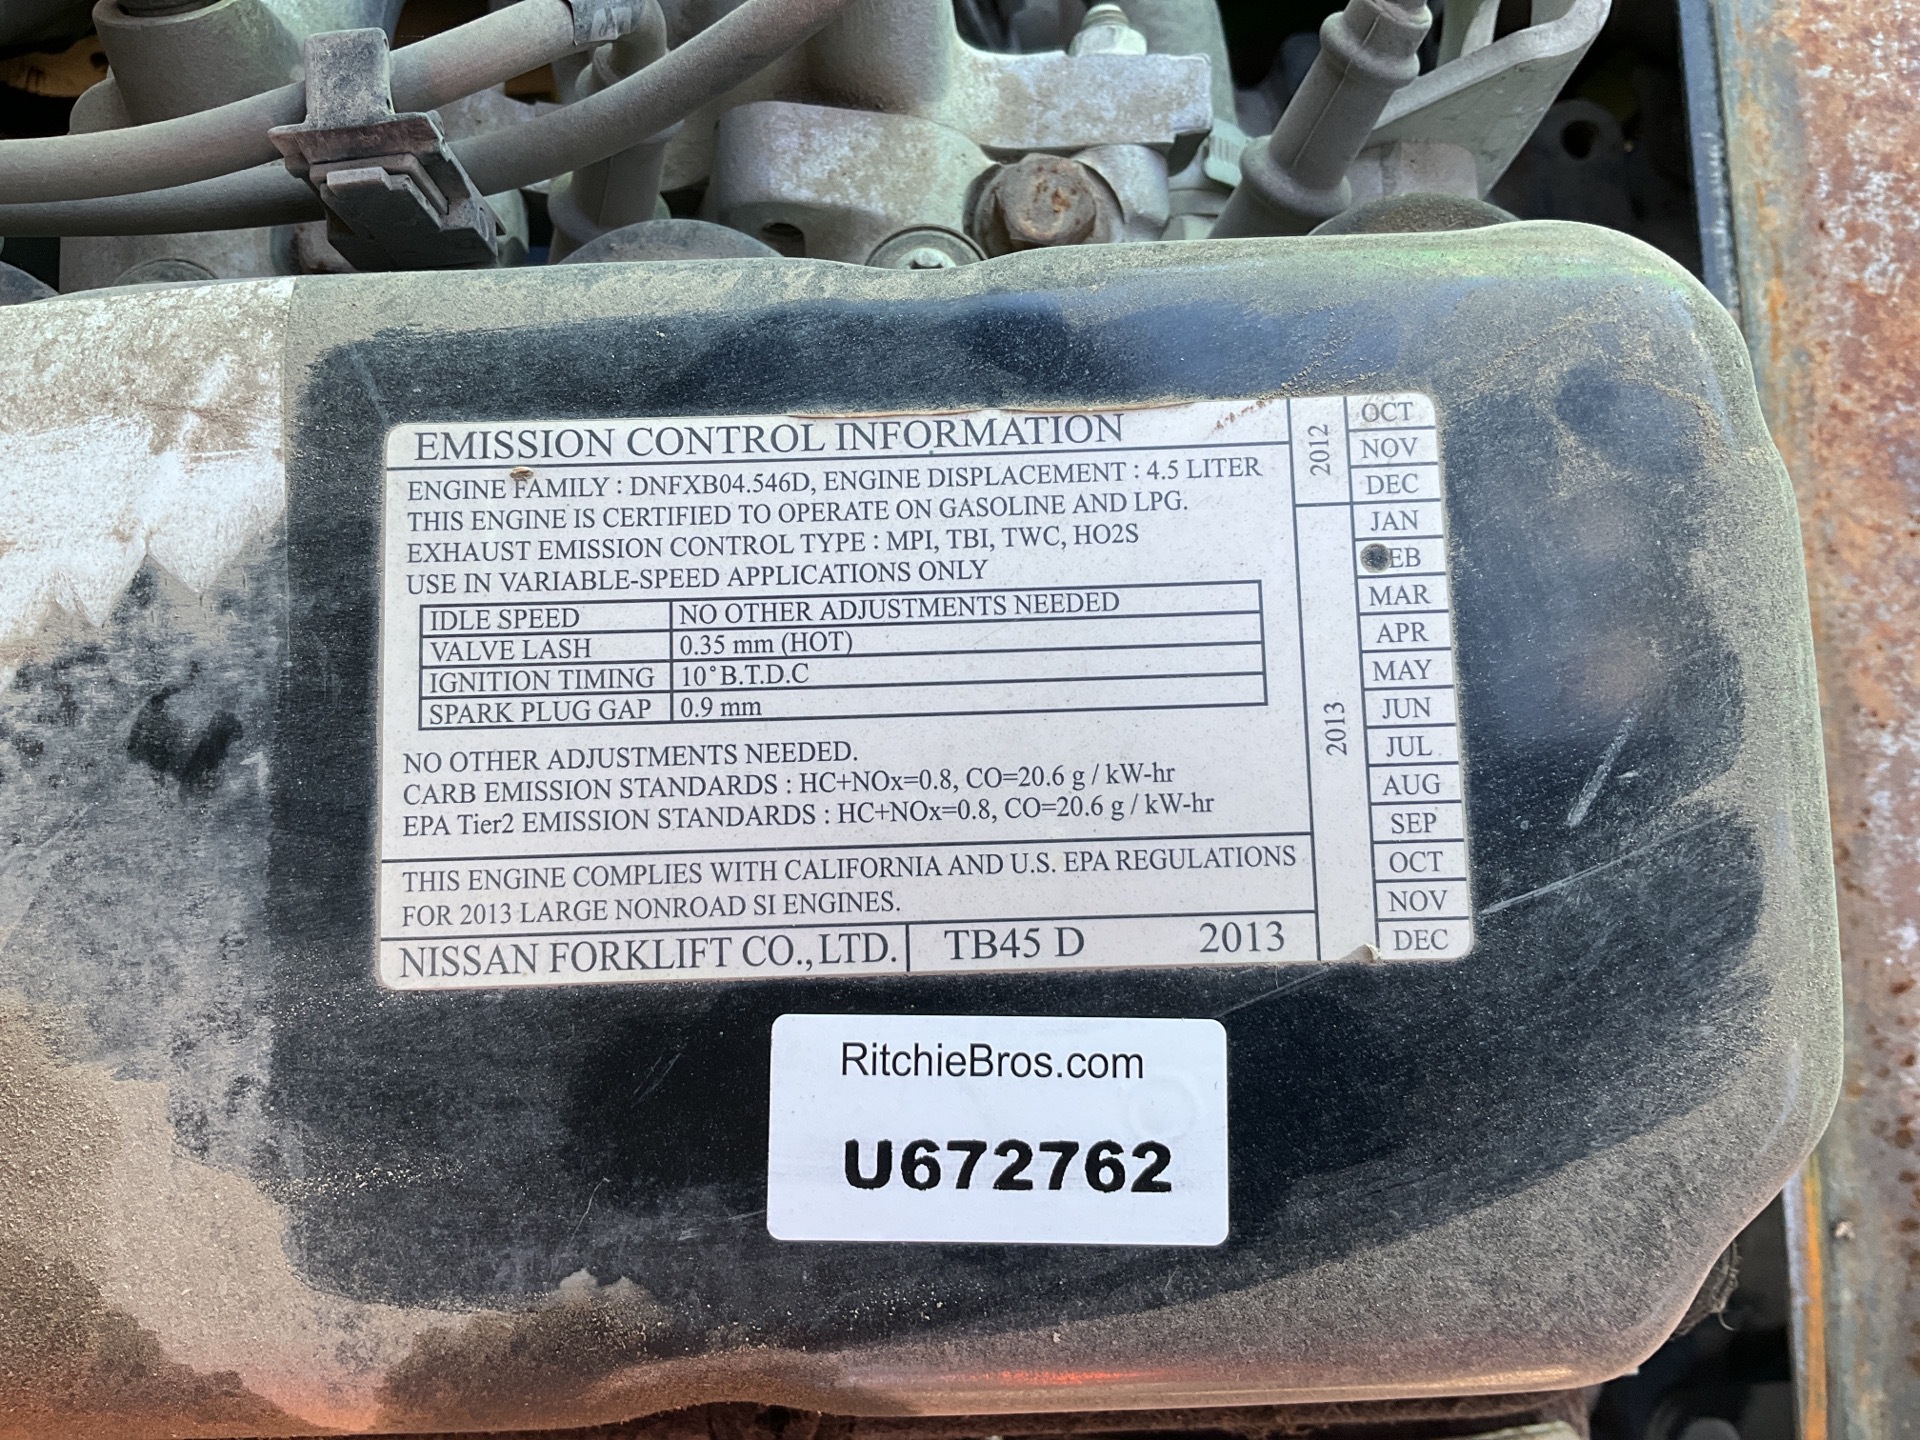 EMISSION CONTROL INFORMATION
ENGINE FAMILY : DNFXB04.546D, ENGINE DISPLACEMENT : 4.5 LITER
THIS ENGINE IS CERTIFIED TO OPERATE ON GASOLINE AND LPG.
EXHAUST EMISSION CONTROL TYPE : MPI, TBI, TWC, HO2S
USE IN VARIABLE-SPEED APPLICATIONS ONLY
IDLE SPEED NO OTHER ADJUSTMENTS NEEDED
VALVE LASH 0.35 mm (HOT)
IGNITION TIMING 10° B.T.D.C
SPARK PLUG GAP 0.9 mm
NO OTHER ADJUSTMENTS NEEDED.
CARB EMISSION STANDARDS : HC+NOx=0.8, CO=20.6 g / kW-hr
EPA Tier2 EMISSION STANDARDS : HC+NOx=0.8, CO=20.6 g / kW-hr
THIS ENGINE COMPLIES WITH CALIFORNIA AND U.S. EPA REGULATIONS
FOR 2013 LARGE NONROAD SI ENGINES.
NISSAN FORKLIFT CO., LTD. TB45 D 2013
2012
OCT
NOV
DEC
2013
JAN
EB
MAR
APR
MAY
JUN
JUL
AUG
SEP
OCT
NOV
DEC
RitchieBros.com
U672762